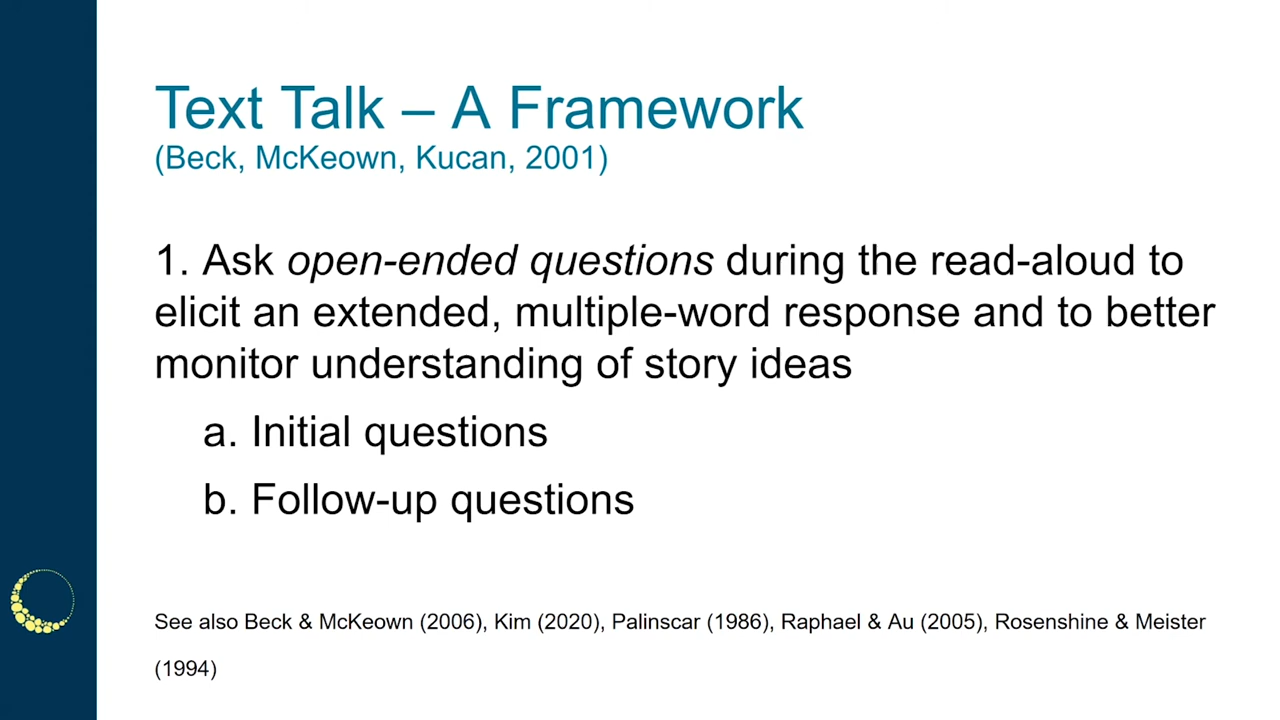 Text Talk – A Framework
(Beck, McKeown, Kucan, 2001)
1. Ask open-ended questions during the read-aloud to
elicit an extended, multiple-word response and to better
monitor understanding of story ideas
a. Initial questions
b. Follow-up questions
See also Beck & McKeown (2006), Kim (2020), Palinscar (1986), Raphael & Au (2005), Rosenshine & Meister
(1994)